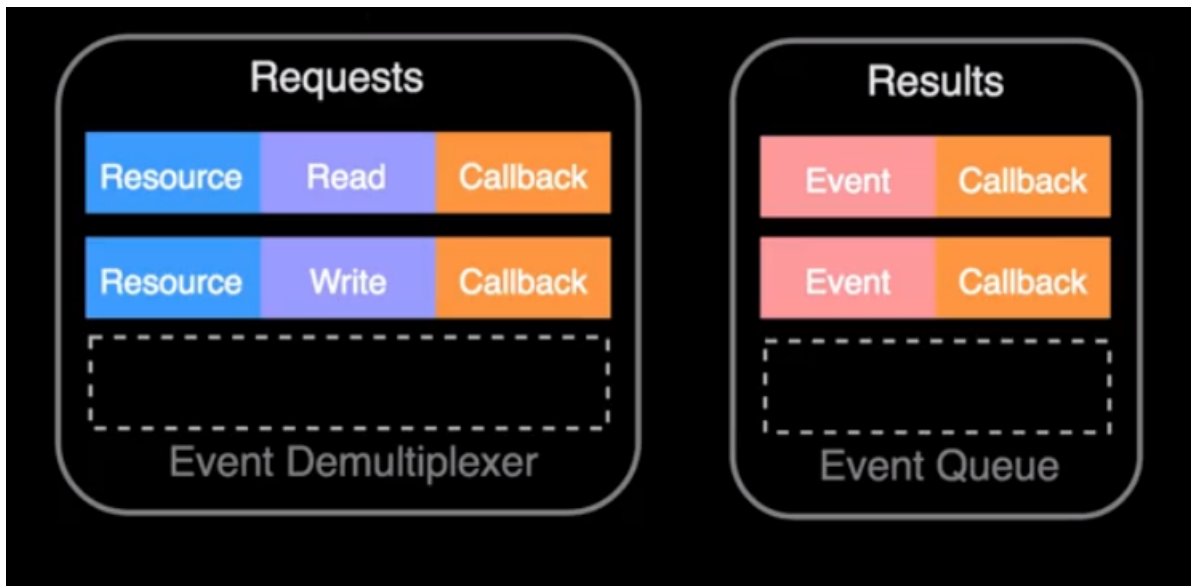 Requests
Resource Read Callback
Resource Write Callback
Event Demultiplexer
Results
Event Callback
Event Callback
Event Queue